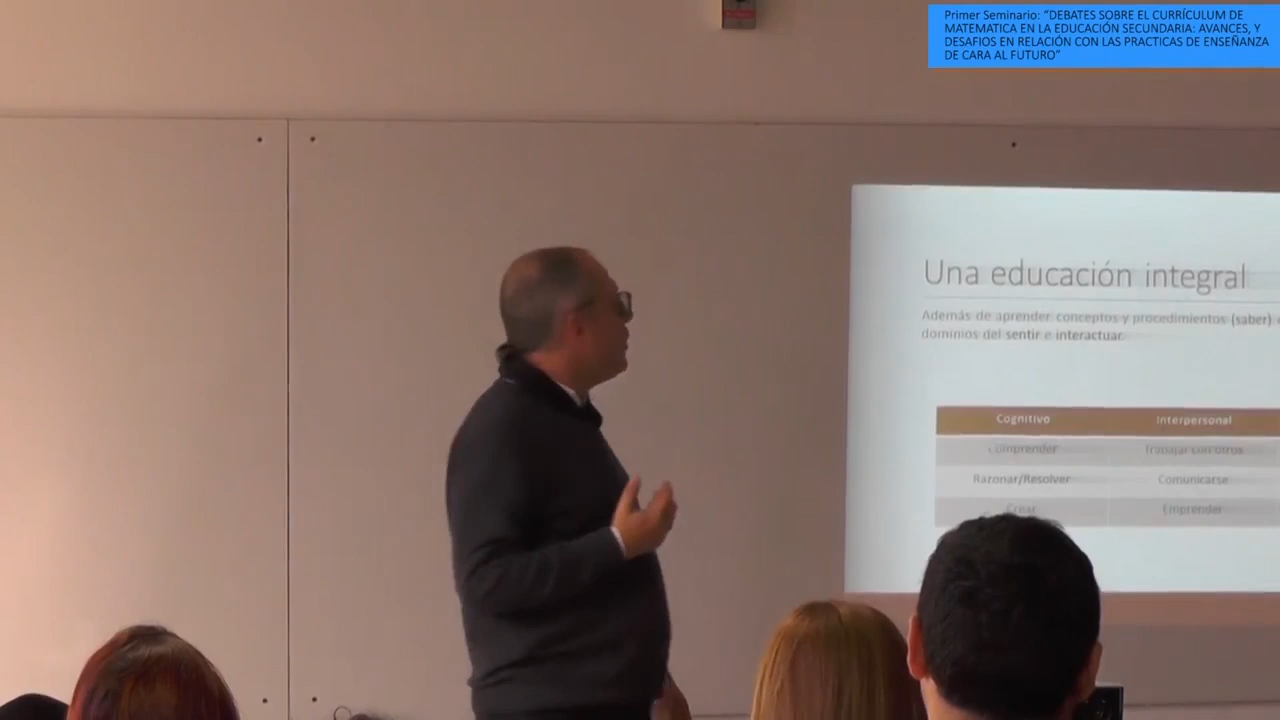 Primer Seminario: “DEBATES SOBRE EL CURRÍCULUM DE
MATEMATICA EN LA EDUCACIÓN SECUNDARIA: AVANCES, Y
DESAFIOS EN RELACIÓN CON LAS PRACTICAS DE ENSEÑANZA
DE CARA AL FUTURO”
Una educación integral
Además de aprender conceptos y procedimientos (saber)
dominios del sentir e interactuar.
Cognitivo Interpersonal
Comprender Trabajar con otros
Razonar/Resolver Comunicarse
Crear Emprender